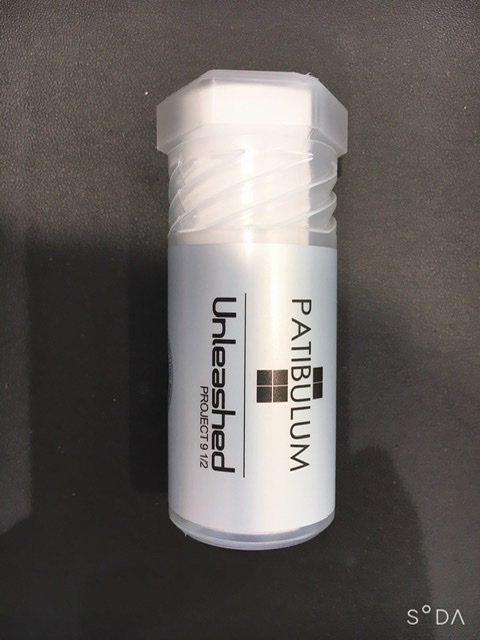 PATIBULUM
Unleashed
PROJECT 9 1/2
S°DA